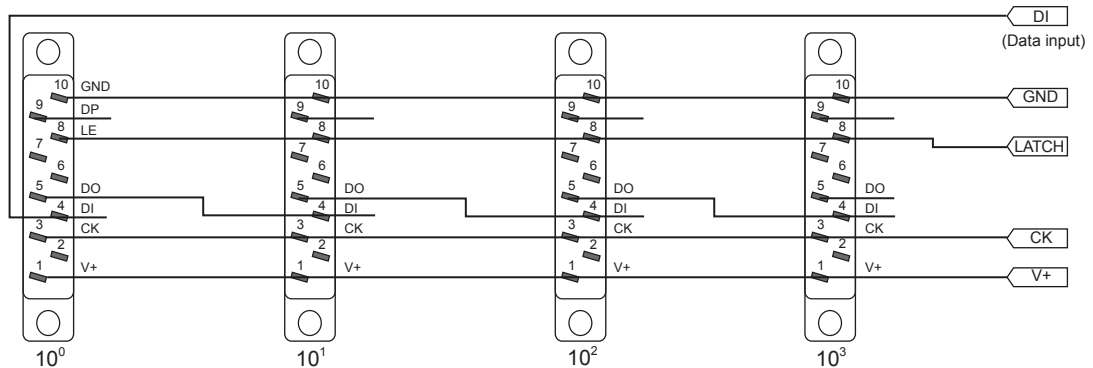 DI
(Data input)
10 GND 10 10 10 GND
9 DP 9 9 9
8 LE 8 8 8 LATCH
7 7 7 7
6 6 6 6
5 DO 5 DO 5 DO 5 DO
4 DI 4 DI 4 DI 4 DI
3 CK 3 CK 3 CK 3 CK CK
2 2 2 2
1 V+ 1 V+ 1 V+ 1 V+ V+
10⁰ 10¹ 10² 10³